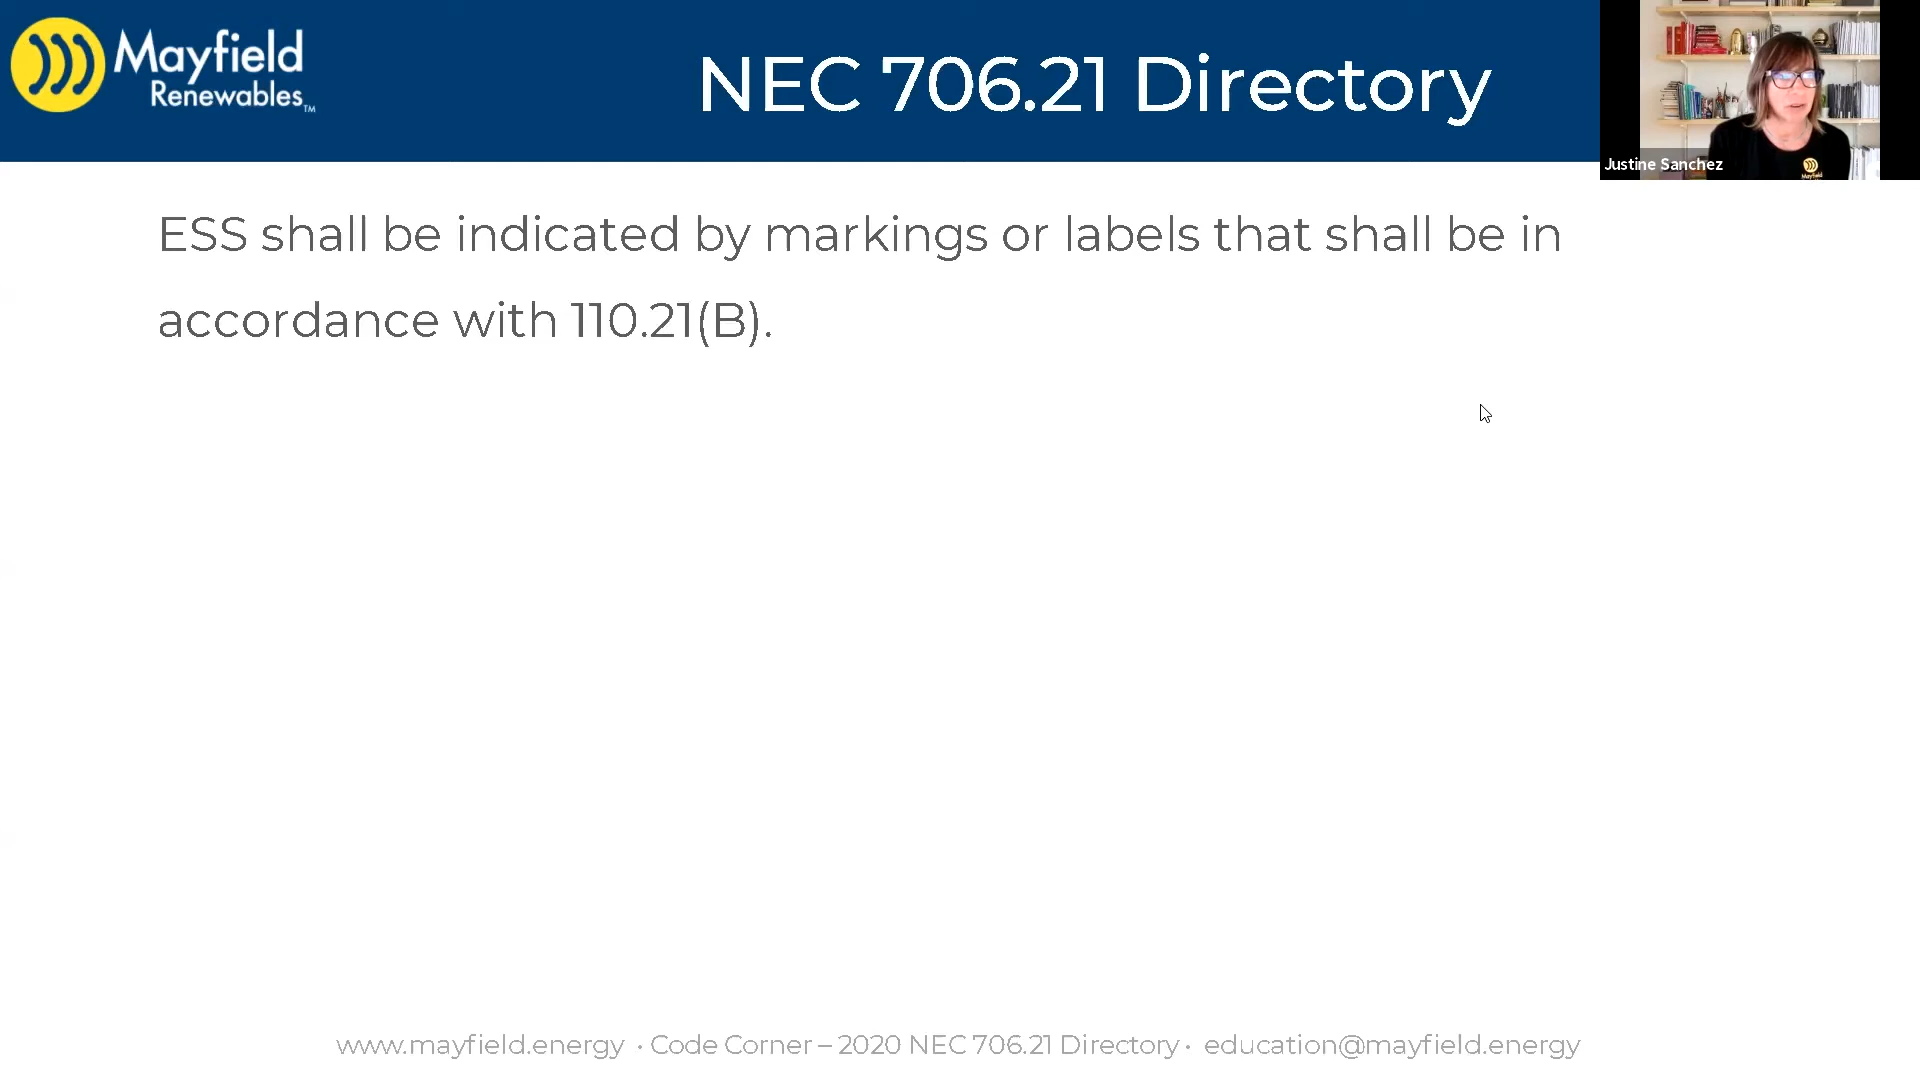 Mayfield
Renewables™
NEC 706.21 Directory
Justine Sanchez
ESS shall be indicated by markings or labels that shall be in
accordance with 110.21(B).
www.mayfield.energy · Code Corner – 2020 NEC 706.21 Directory · education@mayfield.energy